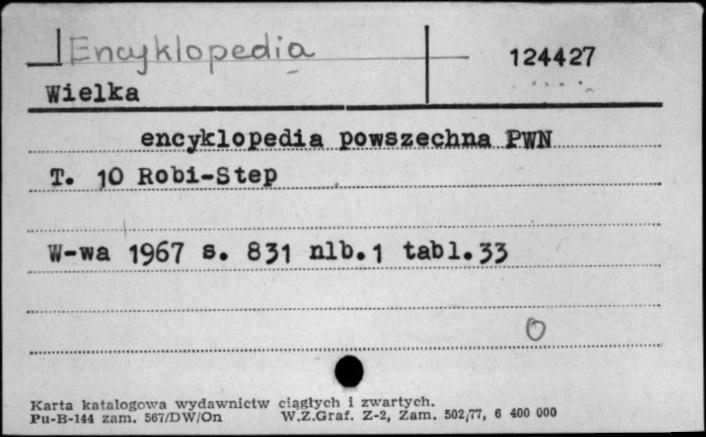 Encyklopedia
124427
Wielka
encyklopedia powszechna PWN
T. 10 Robi-Step
W-wa 1967 s. 831 nlb.1 tabl.33
O
Karta katalogowa wydawnictw ciągłych i zwartych.
Pu-B-144 zam. 567/DW/On W.Z.Graf. Z-2, Zam. 502/77, 6 400 000